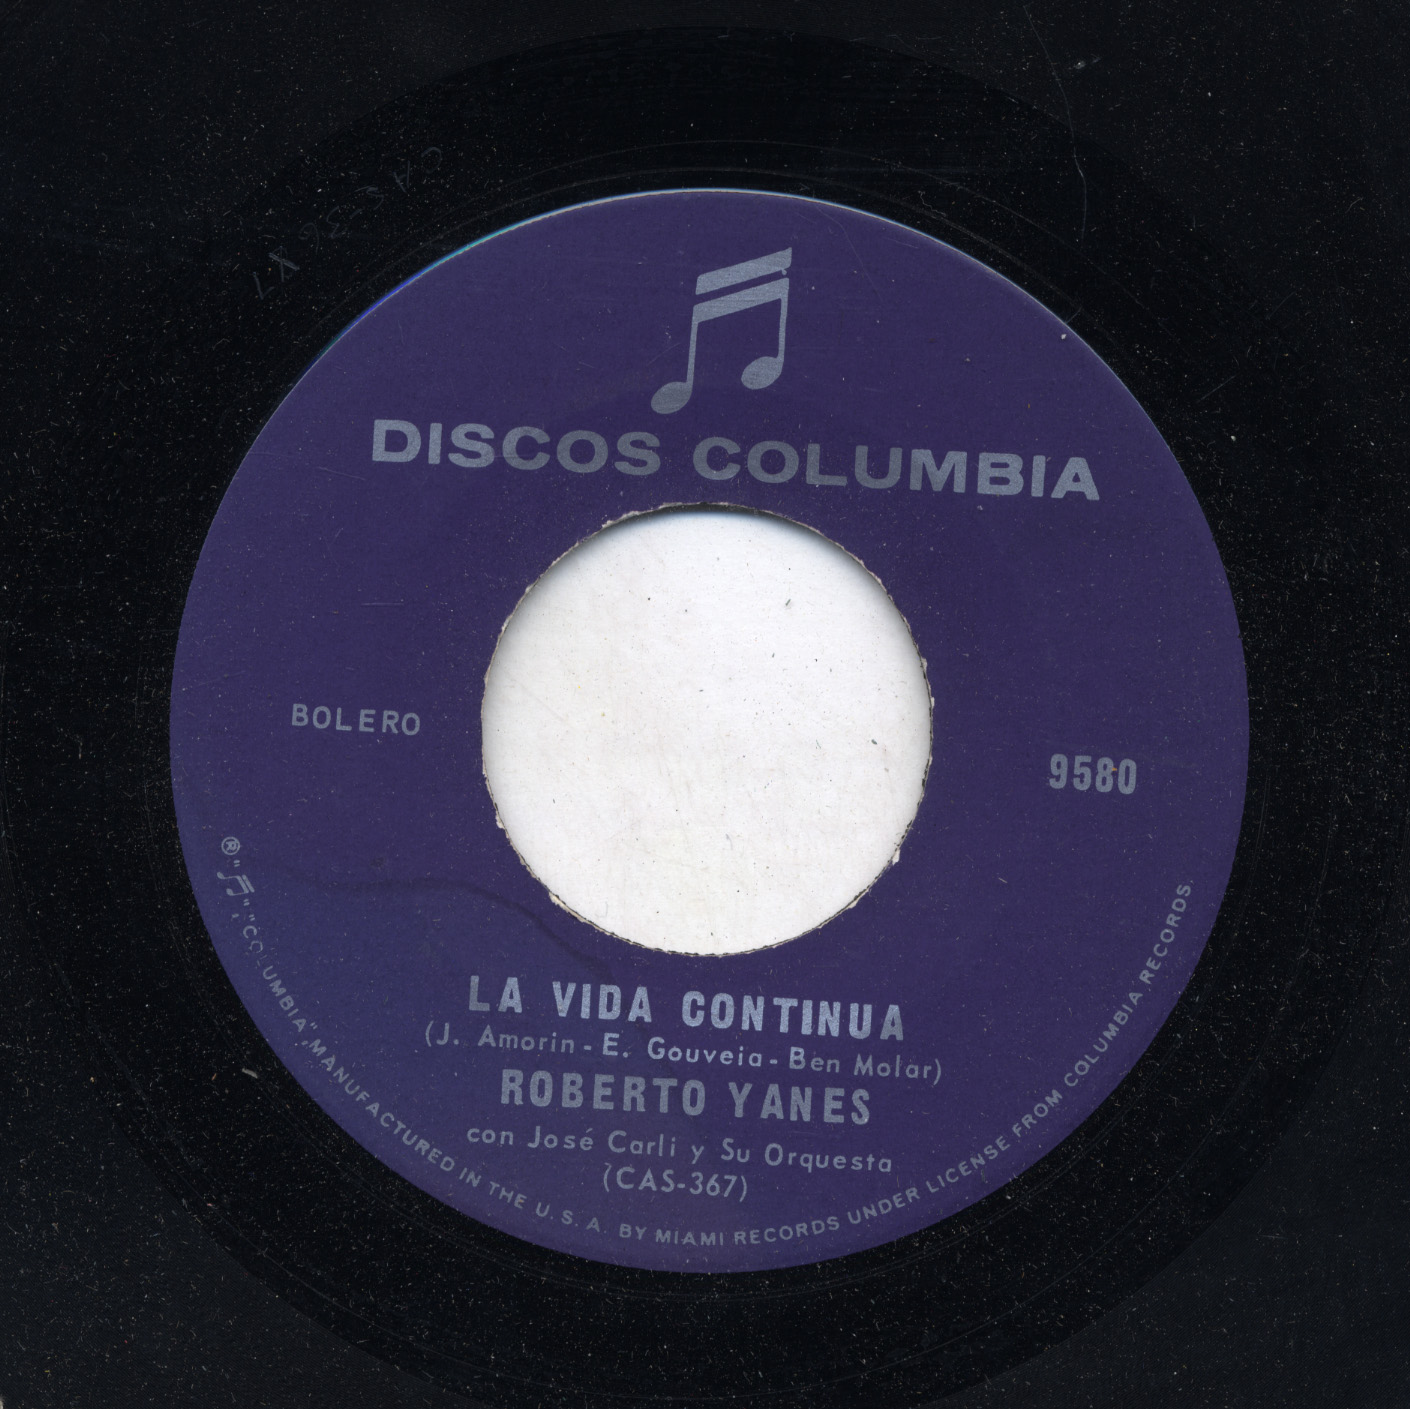 DISCOS COLUMBIA
BOLERO
9580
LA VIDA CONTINUA
(J. Amorin - E. Gouveia - Ben Molar)
ROBERTO YANES
con José Carli y Su Orquesta
(CAS-367)
® "♫", "COLUMBIA", MANUFACTURED IN THE U.S.A. BY MIAMI RECORDS UNDER LICENSE FROM COLUMBIA RECORDS.